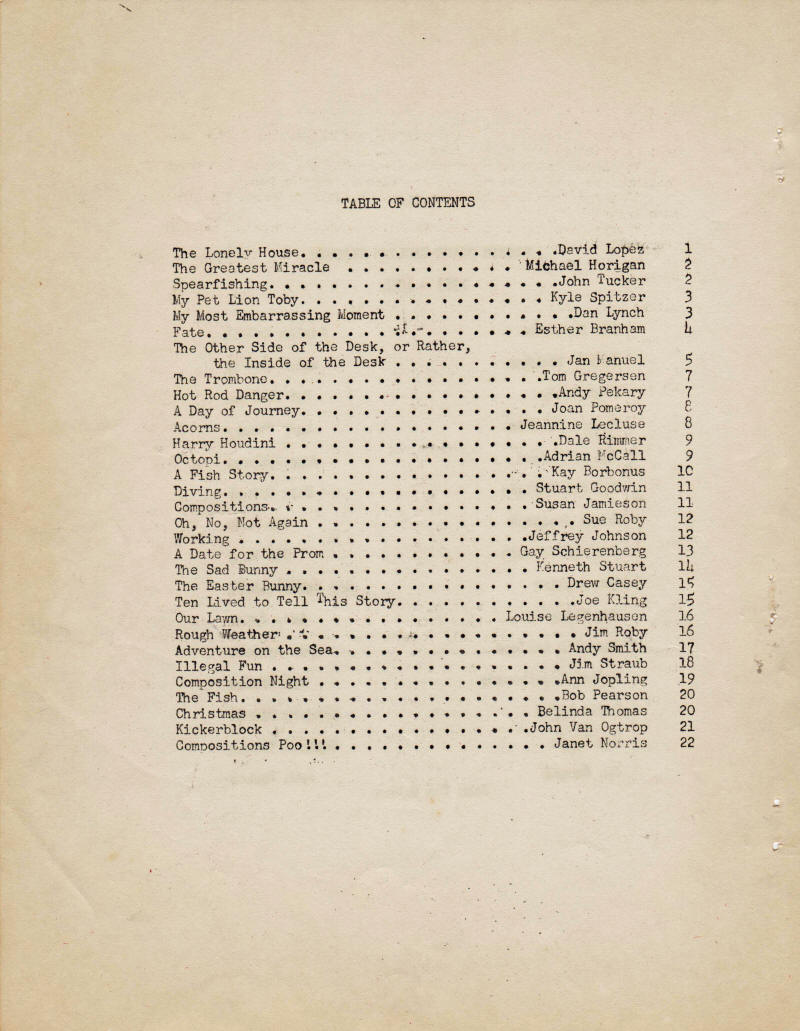 TABLE OF CONTENTS
The Lonely House. . . . . . . . . . . . . . . .David Lopez 1
The Greatest Miracle . . . . . . . . . . . Michael Horigan 2
Spearfishing. . . . . . . . . . . . . . . . . .John Tucker 2
My Pet Lion Toby. . . . . . . . . . . . . . . Kyle Spitzer 3
My Most Embarrassing Moment . . . . . . . . . . .Dan Lynch 3
Fate. . . . . . . . . . . . . . . . . . . . Esther Branham 4
The Other Side of the Desk, or Rather,
the Inside of the Desk . . . . . . . . . . . Jan Manuel 5
The Trombone. . . . . . . . . . . . . . . . .Tom Gregersen 7
Hot Rod Danger. . . . . . . . . . . . . . . . .Andy Pekary 7
A Day of Journey. . . . . . . . . . . . . . . Joan Pomeroy 8
Acorns. . . . . . . . . . . . . . . . . . Jeannine Lecluse 8
Harry Houdini . . . . . . . . . . . . . . . . .Dale Rimmer 9
Octopi. . . . . . . . . . . . . . . . . . . .Adrian McCall 9
A Fish Story. . . . . . . . . . . . . . . . . Kay Borbonus 10
Diving. . . . . . . . . . . . . . . . . . . Stuart Goodwin 11
Compositions. . . . . . . . . . . . . . . . Susan Jamieson 11
Oh, No, Not Again . . . . . . . . . . . . . . . . Sue Roby 12
Working . . . . . . . . . . . . . . . . . .Jeffrey Johnson 12
A Date for the Prom . . . . . . . . . . . Gay Schierenberg 13
The Sad Bunny . . . . . . . . . . . . . . . Kenneth Stuart 14
The Easter Bunny. . . . . . . . . . . . . . . . Drew Casey 15
Ten Lived to Tell This Story. . . . . . . . . . .Joe Kling 15
Our Lawn. . . . . . . . . . . . . . . . Louise Legenhausen 16
Rough Weather . . . . . . . . . . . . . . . . . . Jim Roby 16
Adventure on the Sea. . . . . . . . . . . . . . Andy Smith 17
Illegal Fun . . . . . . . . . . . . . . . . . . Jim Straub 18
Composition Night . . . . . . . . . . . . . . .Ann Jopling 19
The Fish. . . . . . . . . . . . . . . . . . . .Bob Pearson 20
Christmas . . . . . . . . . . . . . . . . . Belinda Thomas 20
Kickerblock . . . . . . . . . . . . . . . .John Van Ogtrop 21
Compositions Poo!!! . . . . . . . . . . . . . Janet Norris 22